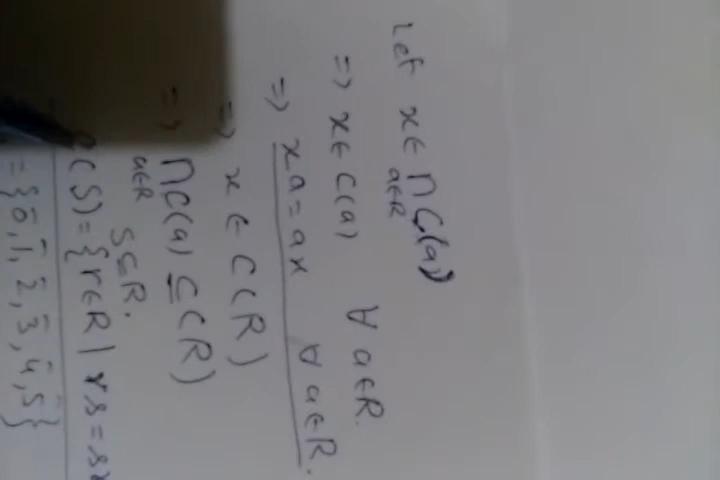 Let x ∈ ∩ C(a)
a∈R
=> x ∈ C(a) ∀ a∈R.
=> xa = ax ∀ a∈R.
=> x ∈ C(R)
=> ∩ C(a) ⊆ C(R)
a∈R
S⊆R.
(S) = {r∈R | rs = sr
= {0̄, 1̄, 2̄, 3̄, 4̄, 5̄}